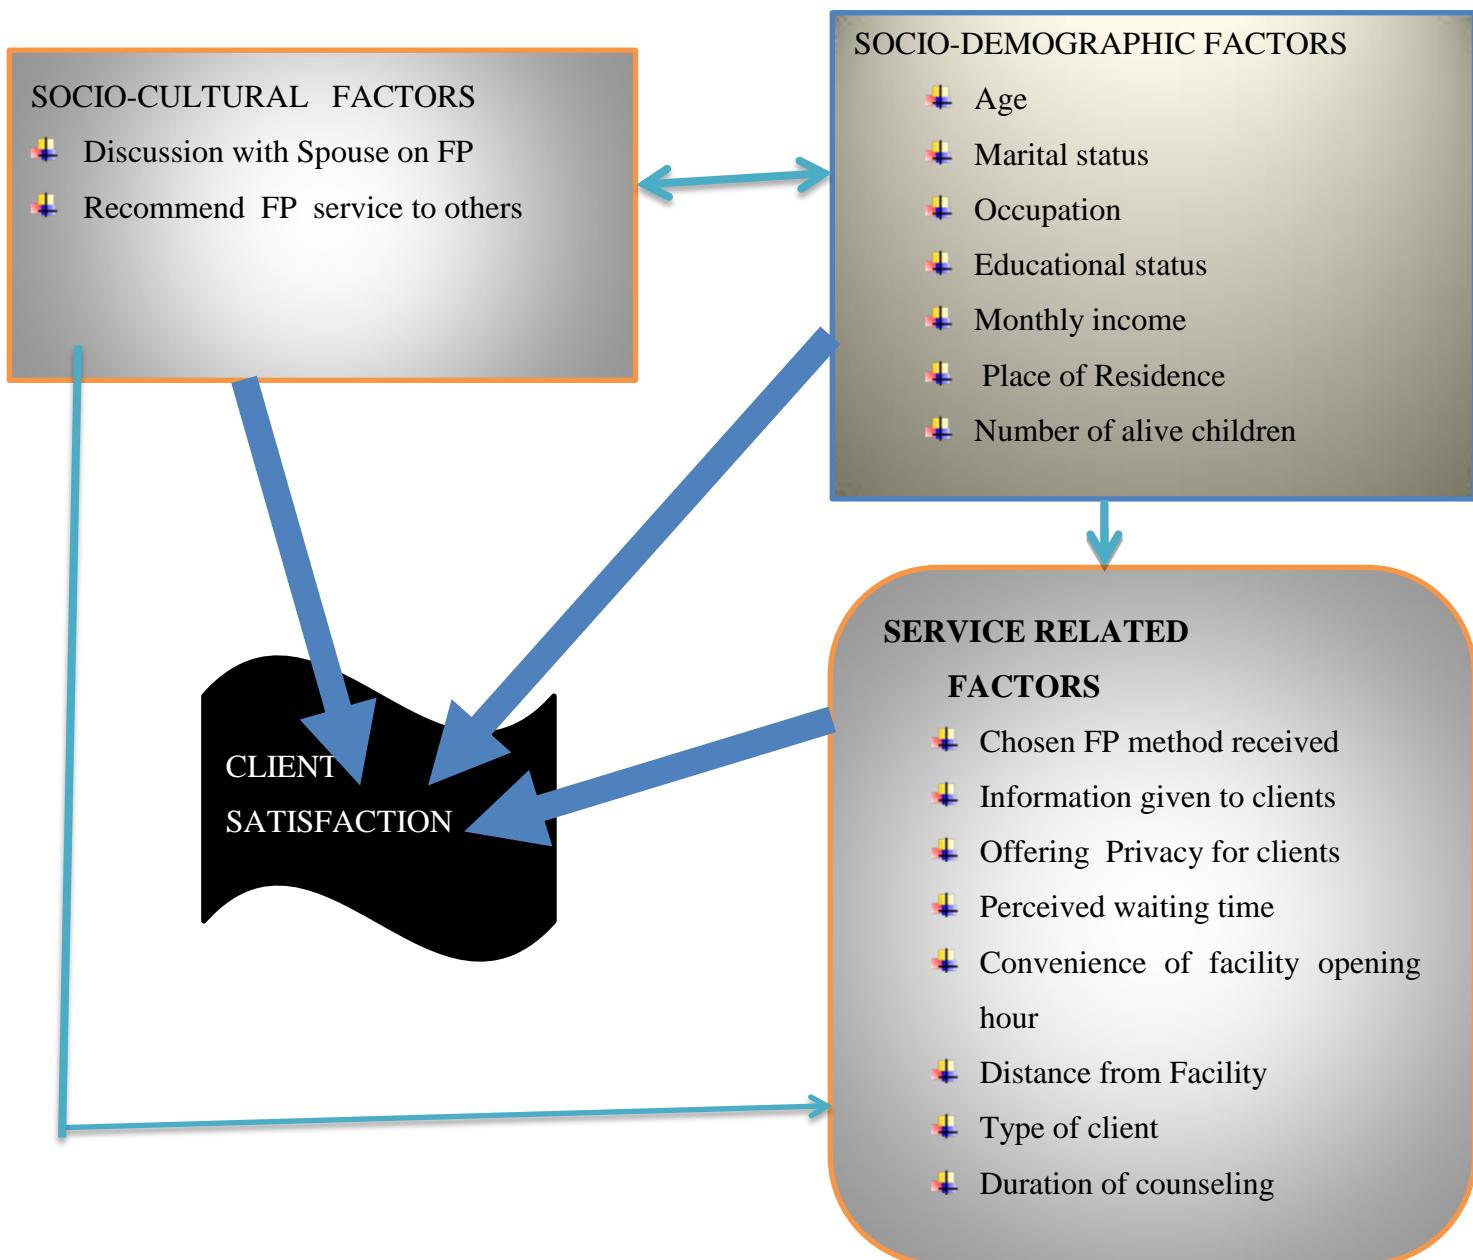 SOCIO-CULTURAL FACTORS
Discussion with Spouse on FP
Recommend FP service to others
SOCIO-DEMOGRAPHIC FACTORS
Age
Marital status
Occupation
Educational status
Monthly income
Place of Residence
Number of alive children
CLIENT
SATISFACTION
SERVICE RELATED
FACTORS
Chosen FP method received
Information given to clients
Offering Privacy for clients
Perceived waiting time
Convenience of facility opening
hour
Distance from Facility
Type of client
Duration of counseling